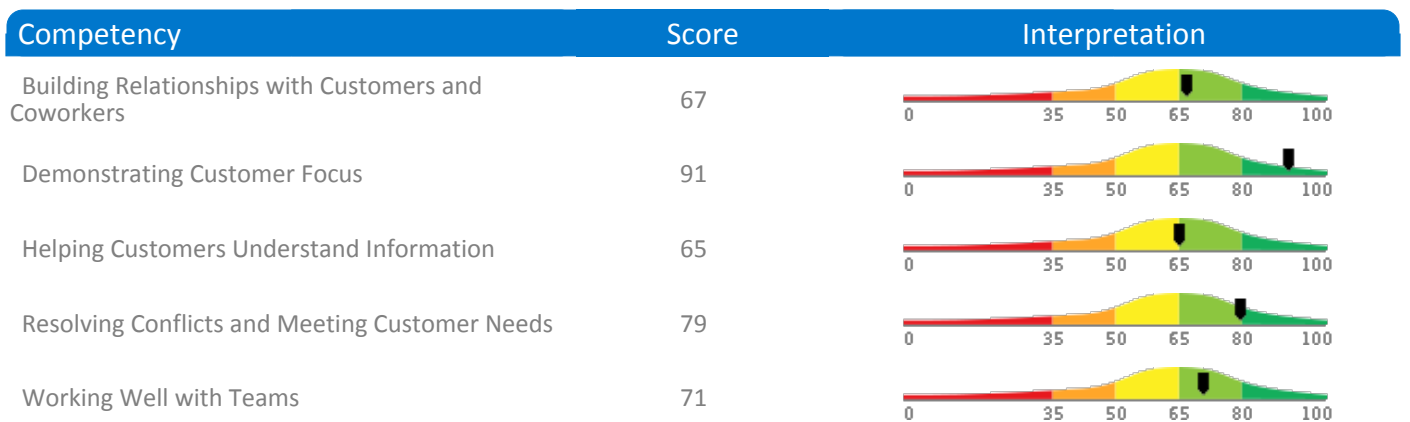 Competency Score Interpretation
Building Relationships with Customers and
Coworkers
67
0 35 50 65 80 100
Demonstrating Customer Focus 91
0 35 50 65 80 100
Helping Customers Understand Information 65
0 35 50 65 80 100
Resolving Conflicts and Meeting Customer Needs 79
0 35 50 65 80 100
Working Well with Teams 71
0 35 50 65 80 100